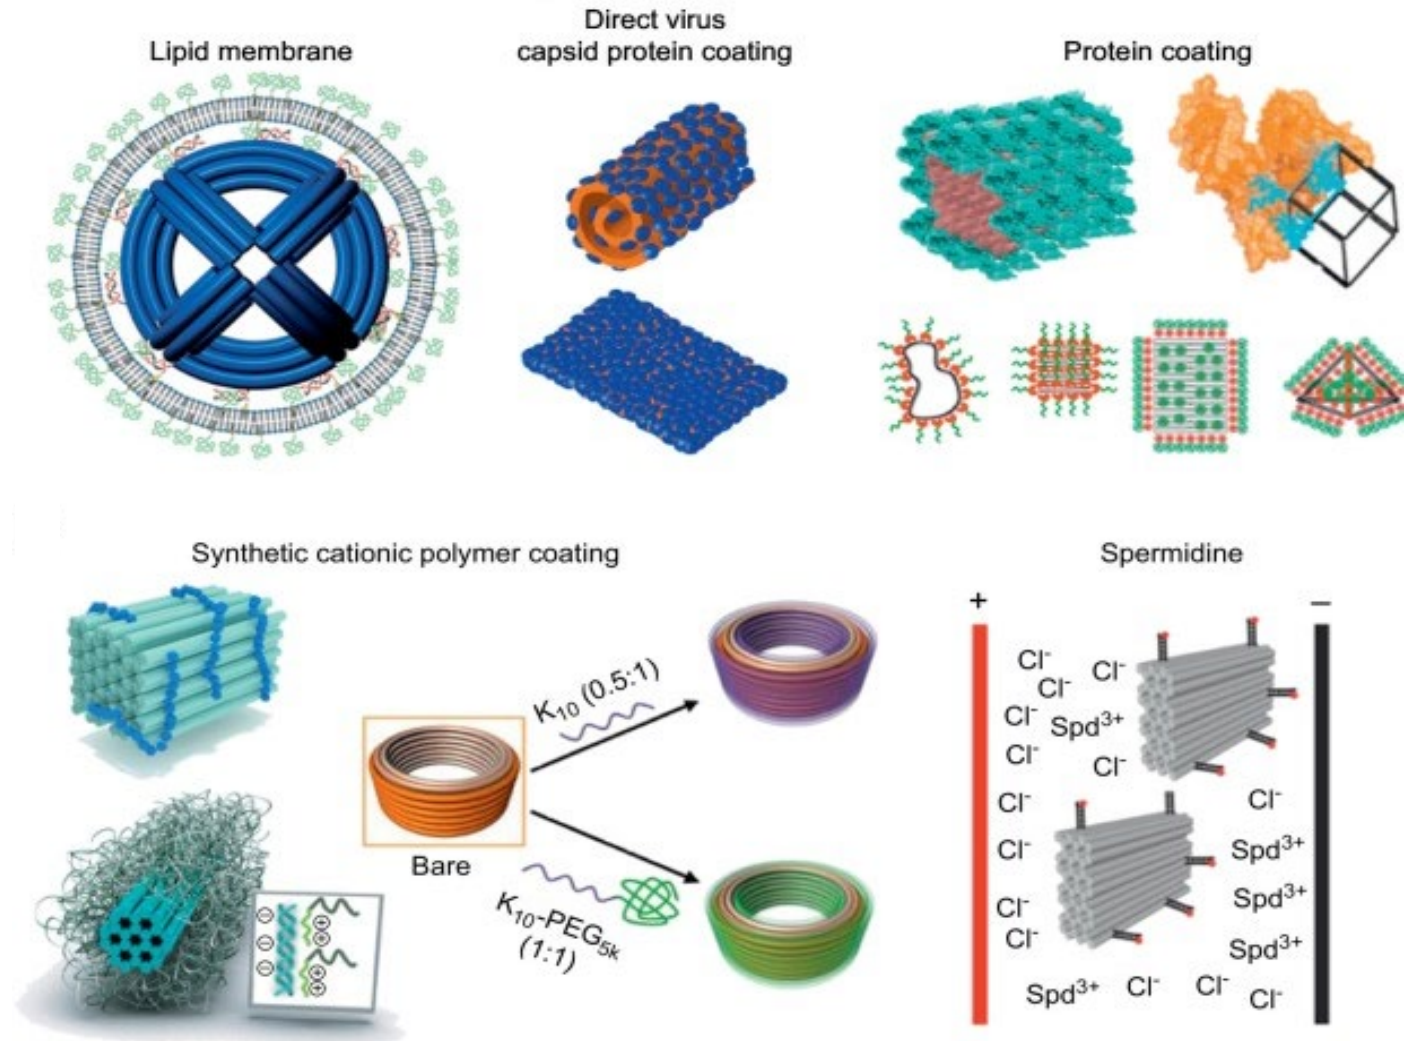 Lipid membrane
Direct virus
capsid protein coating
Protein coating
Synthetic cationic polymer coating
K₁₀ (0.5:1)
Bare
K₁₀-PEG₅ₖ
(1:1)
Spermidine
+
–
Cl⁻
Cl⁻
Cl⁻
Cl⁻
Spd³⁺
Cl⁻
Cl⁻
Cl⁻
Cl⁻
Cl⁻
Spd³⁺
Cl⁻
Spd³⁺
Cl⁻
Spd³⁺
Spd³⁺
Cl⁻
Cl⁻
Cl⁻